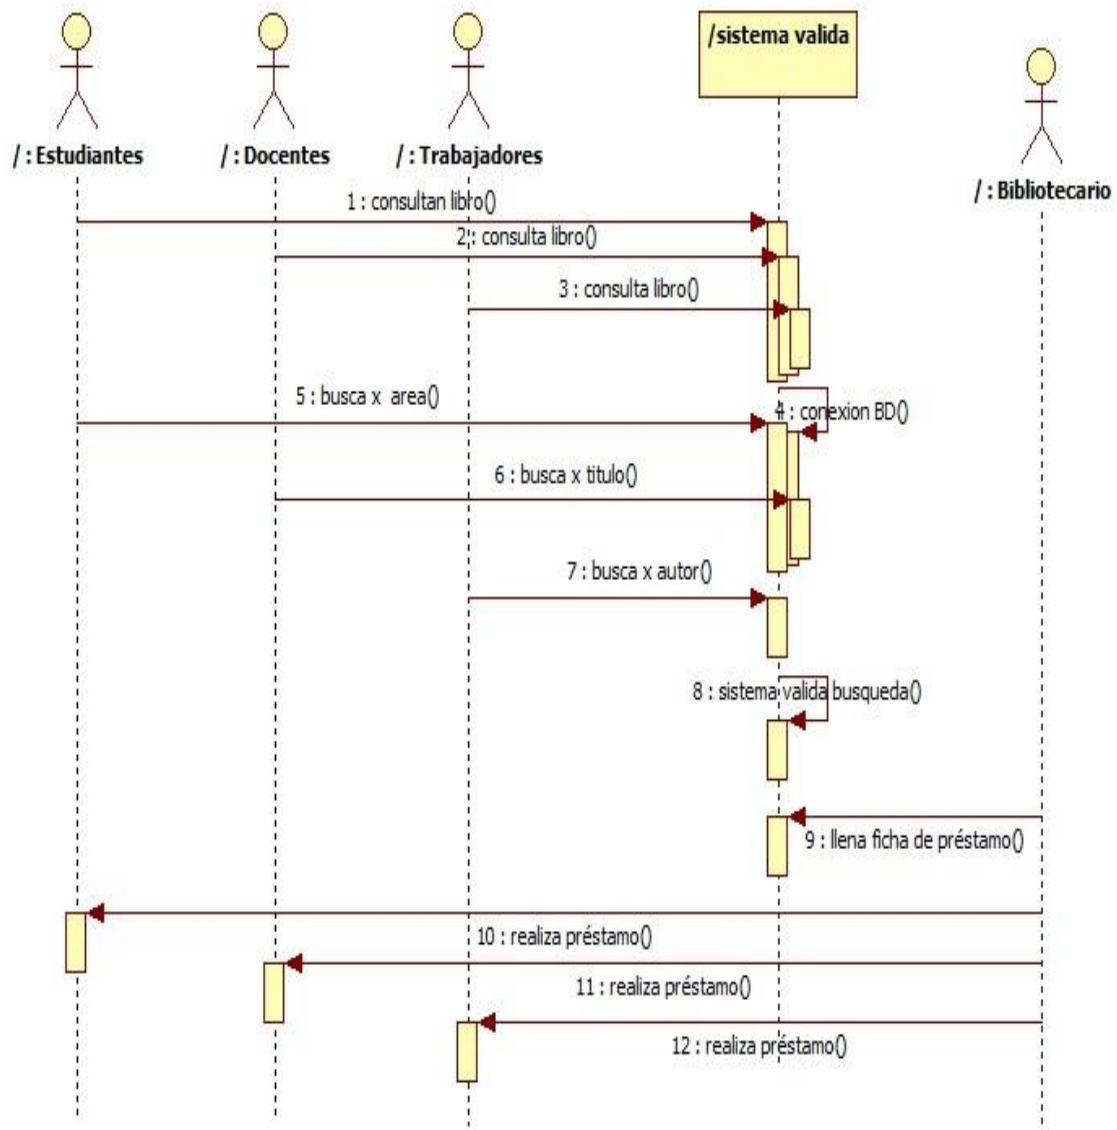 /sistema valida
/ : Estudiantes
/ : Docentes
/ : Trabajadores
/ : Bibliotecario
1 : consultan libro()
2 : consulta libro()
3 : consulta libro()
5 : busca x area()
4 : conexion BD()
6 : busca x titulo()
7 : busca x autor()
8 : sistema valida busqueda()
9 : llena ficha de préstamo()
10 : realiza préstamo()
11 : realiza préstamo()
12 : realiza préstamo()